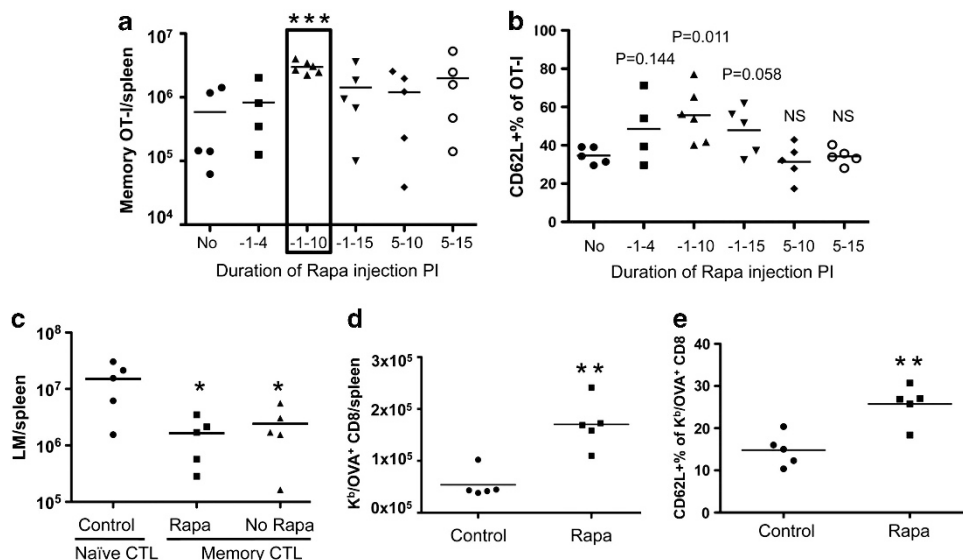 a
***
Memory OT-I/spleen
10⁷
10⁶
10⁵
10⁴
No -1-4 -1-10 -1-15 5-10 5-15
Duration of Rapa injection PI
b
CD62L+% of OT-I
100
80
60
40
20
0
P=0.144
P=0.011
P=0.058
NS NS
No -1-4 -1-10 -1-15 5-10 5-15
Duration of Rapa injection PI
c
LM/spleen
10⁸
10⁷
10⁶
10⁵
* *
Control Rapa No Rapa
Naïve CTL Memory CTL
d
Kᵇ/OVA⁺ CD8/spleen
3x10⁵
2x10⁵
1x10⁵
0x10⁵
**
Control Rapa
e
CD62L+% of Kᵇ/OVA⁺ CD8
40
30
20
10
0
**
Control Rapa